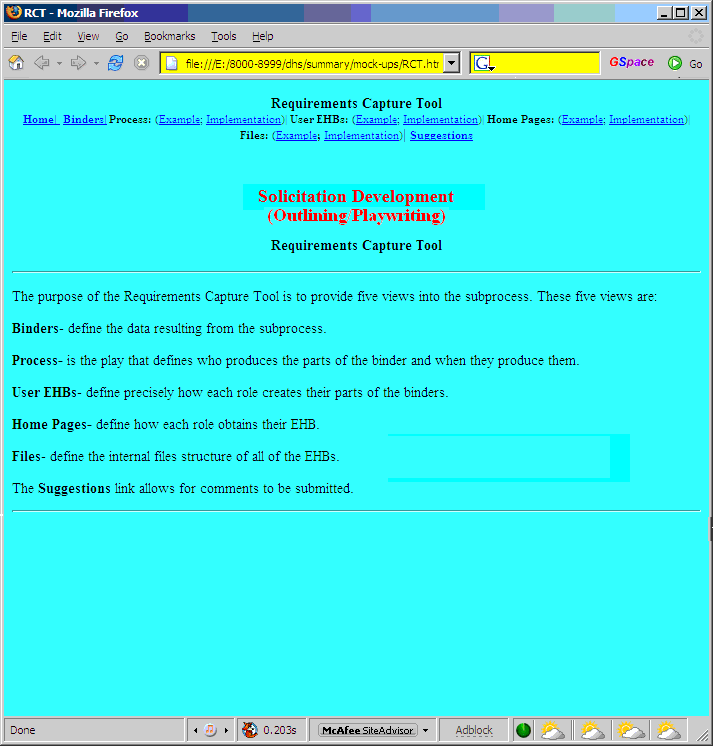 RCT - Mozilla Firefox
File Edit View Go Bookmarks Tools Help
file:///E:/8000-8999/dhs/summary/mock-ups/RCT.htm G GSpace Go
Requirements Capture Tool
Home| Binders| Process: (Example; Implementation)| User EHBs: (Example; Implementation)| Home Pages: (Example; Implementation)|
Files: (Example; Implementation)| Suggestions
Solicitation Development
(Outlining/Playwriting)
Requirements Capture Tool
The purpose of the Requirements Capture Tool is to provide five views into the subprocess. These five views are:
Binders- define the data resulting from the subprocess.
Process- is the play that defines who produces the parts of the binder and when they produce them.
User EHBs- define precisely how each role creates their parts of the binders.
Home Pages- define how each role obtains their EHB.
Files- define the internal files structure of all of the EHBs.
The Suggestions link allows for comments to be submitted.
Done 0.203s McAfee SiteAdvisor Adblock